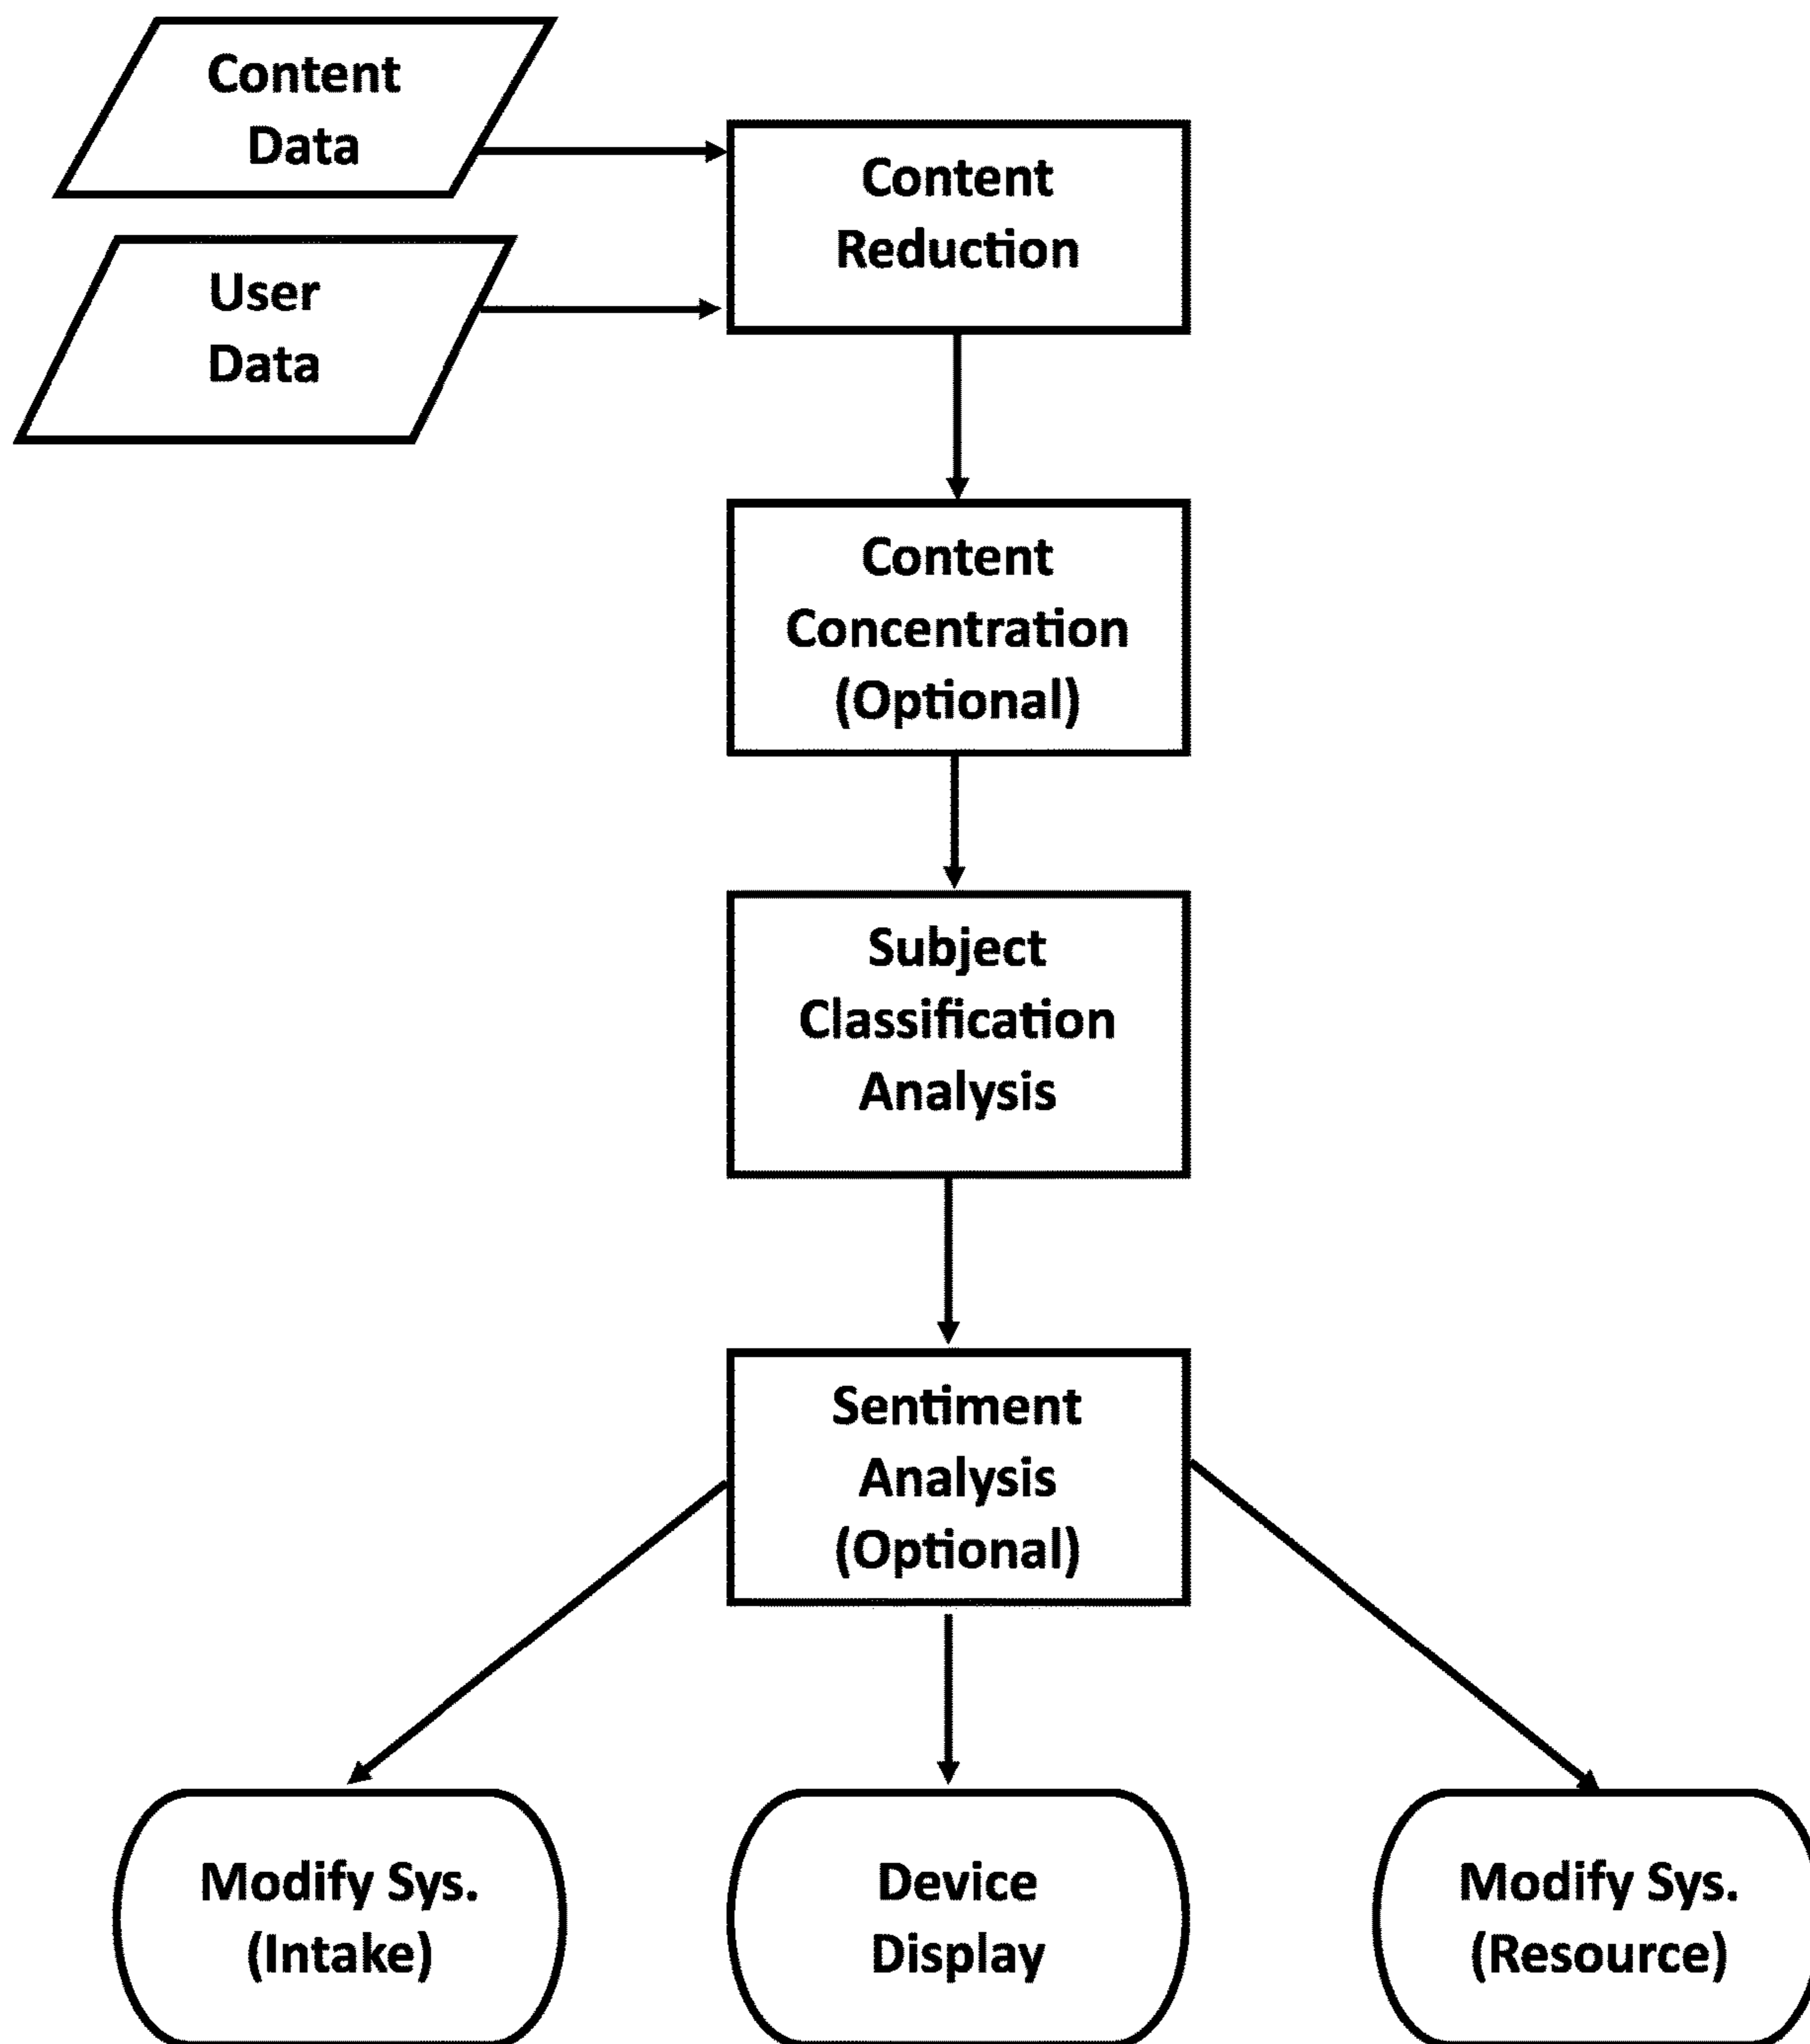 Content
Data
User
Data
Content
Reduction
Content
Concentration
(Optional)
Subject
Classification
Analysis
Sentiment
Analysis
(Optional)
Modify Sys.
(Intake)
Device
Display
Modify Sys.
(Resource)